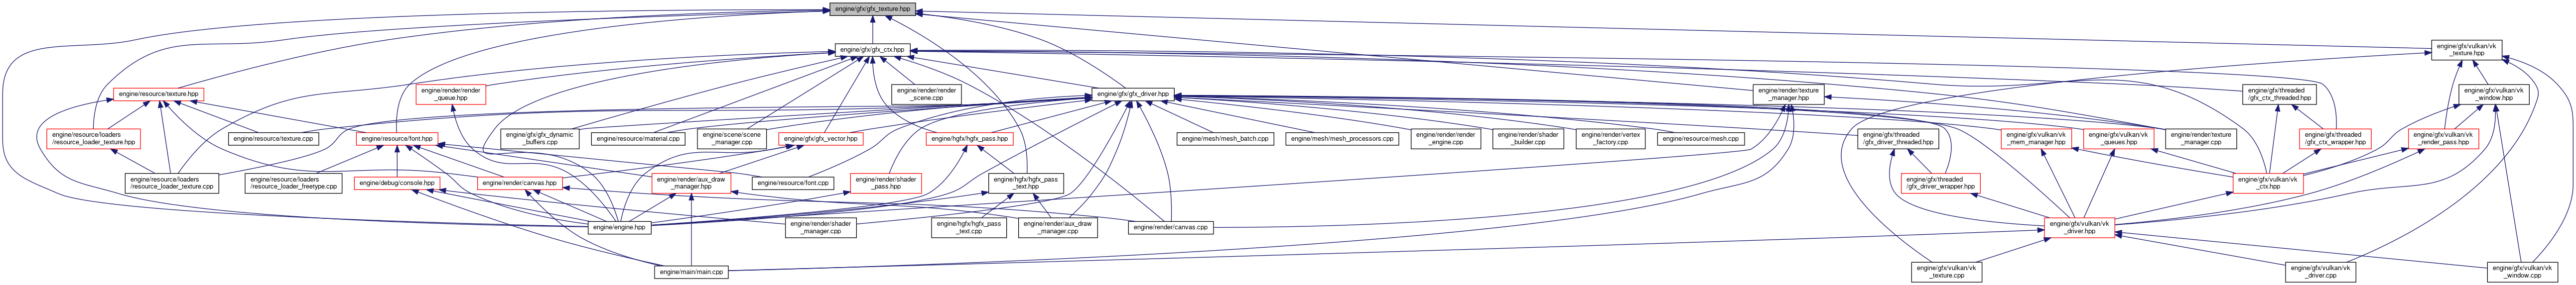 engine/gfx/gfx_texture.hpp
engine/gfx/gfx_ctx.hpp
engine/gfx/vulkan/vk
_texture.hpp
engine/resource/texture.hpp
engine/render/render
_queue.hpp
engine/render/render
_scene.cpp
engine/gfx/gfx_driver.hpp
engine/render/texture
_manager.hpp
engine/gfx/threaded
/gfx_ctx_threaded.hpp
engine/gfx/vulkan/vk
_window.hpp
engine/resource/loaders
/resource_loader_texture.hpp
engine/resource/texture.cpp
engine/resource/font.hpp
engine/gfx/gfx_dynamic
_buffers.cpp
engine/resource/material.cpp
engine/scene/scene
_manager.cpp
engine/gfx/gfx_vector.hpp
engine/hgfx/hgfx_pass.hpp
engine/mesh/mesh_batch.cpp
engine/mesh/mesh_processors.cpp
engine/render/render
_engine.cpp
engine/render/shader
_builder.cpp
engine/render/vertex
_factory.cpp
engine/resource/mesh.cpp
engine/gfx/threaded
/gfx_driver_threaded.hpp
engine/gfx/vulkan/vk
_mem_manager.hpp
engine/gfx/vulkan/vk
_queues.hpp
engine/render/texture
_manager.cpp
engine/gfx/threaded
/gfx_ctx_wrapper.hpp
engine/gfx/vulkan/vk
_render_pass.hpp
engine/resource/loaders
/resource_loader_texture.cpp
engine/resource/loaders
/resource_loader_freetype.cpp
engine/debug/console.hpp
engine/render/canvas.hpp
engine/render/aux_draw
_manager.hpp
engine/resource/font.cpp
engine/render/shader
_pass.hpp
engine/hgfx/hgfx_pass
_text.hpp
engine/gfx/threaded
/gfx_driver_wrapper.hpp
engine/gfx/vulkan/vk
_ctx.hpp
engine/engine.hpp
engine/render/shader
_manager.cpp
engine/hgfx/hgfx_pass
_text.cpp
engine/render/aux_draw
_manager.cpp
engine/render/canvas.cpp
engine/gfx/vulkan/vk
_driver.hpp
engine/main/main.cpp
engine/gfx/vulkan/vk
_texture.cpp
engine/gfx/vulkan/vk
_driver.cpp
engine/gfx/vulkan/vk
_window.cpp